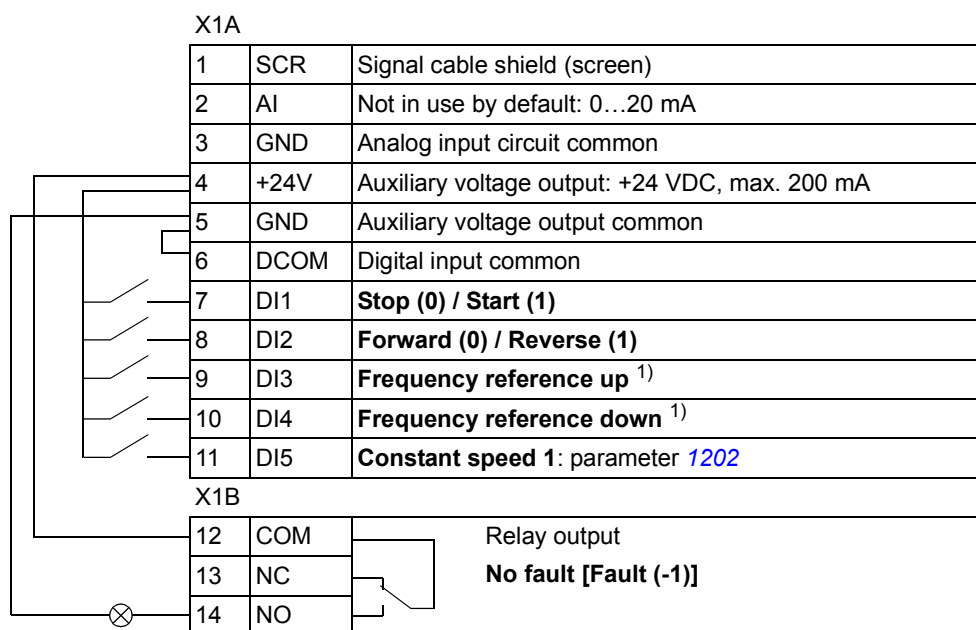 X1A
1 SCR Signal cable shield (screen)
2 AI Not in use by default: 0…20 mA
3 GND Analog input circuit common
4 +24V Auxiliary voltage output: +24 VDC, max. 200 mA
5 GND Auxiliary voltage output common
6 DCOM Digital input common
7 DI1 Stop (0) / Start (1)
8 DI2 Forward (0) / Reverse (1)
9 DI3 Frequency reference up 1)
10 DI4 Frequency reference down 1)
11 DI5 Constant speed 1: parameter 1202
X1B
12 COM Relay output
13 NC No fault [Fault (-1)]
14 NO